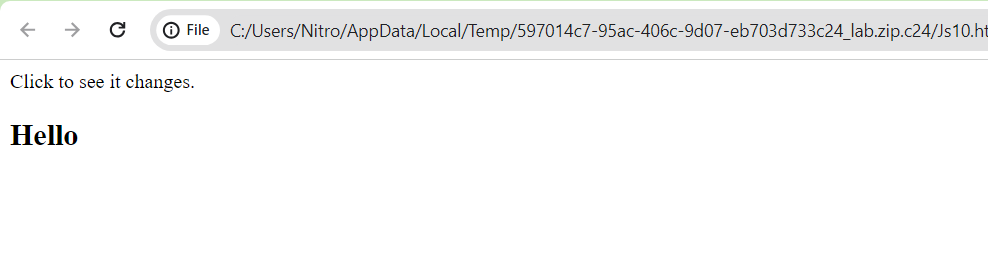 File C:/Users/Nitro/AppData/Local/Temp/597014c7-95ac-406c-9d07-eb703d733c24_lab.zip.c24/Js10.ht
Click to see it changes.
Hello